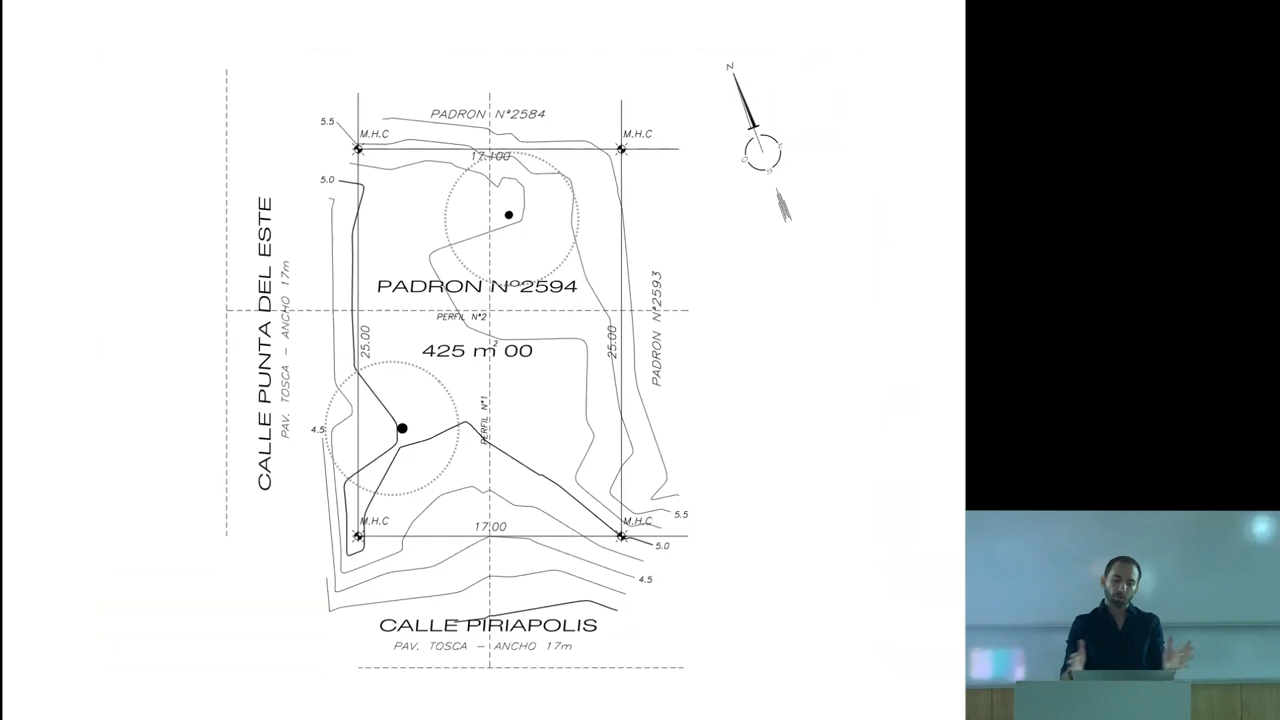 PADRON N°2584
5.5
M.H.C
M.H.C
17.100
5.0
N
E
S
O
CALLE PUNTA DEL ESTE
PAV. TOSCA - ANCHO 17m
PADRON Nº2594
PERFIL N°2
25.00
25.00
425 m² 00
PADRON N°2593
PERFIL N°1
4.5
M.H.C
17.00
M.H.C
5.5
5.0
4.5
CALLE PIRIAPOLIS
PAV. TOSCA - ANCHO 17m